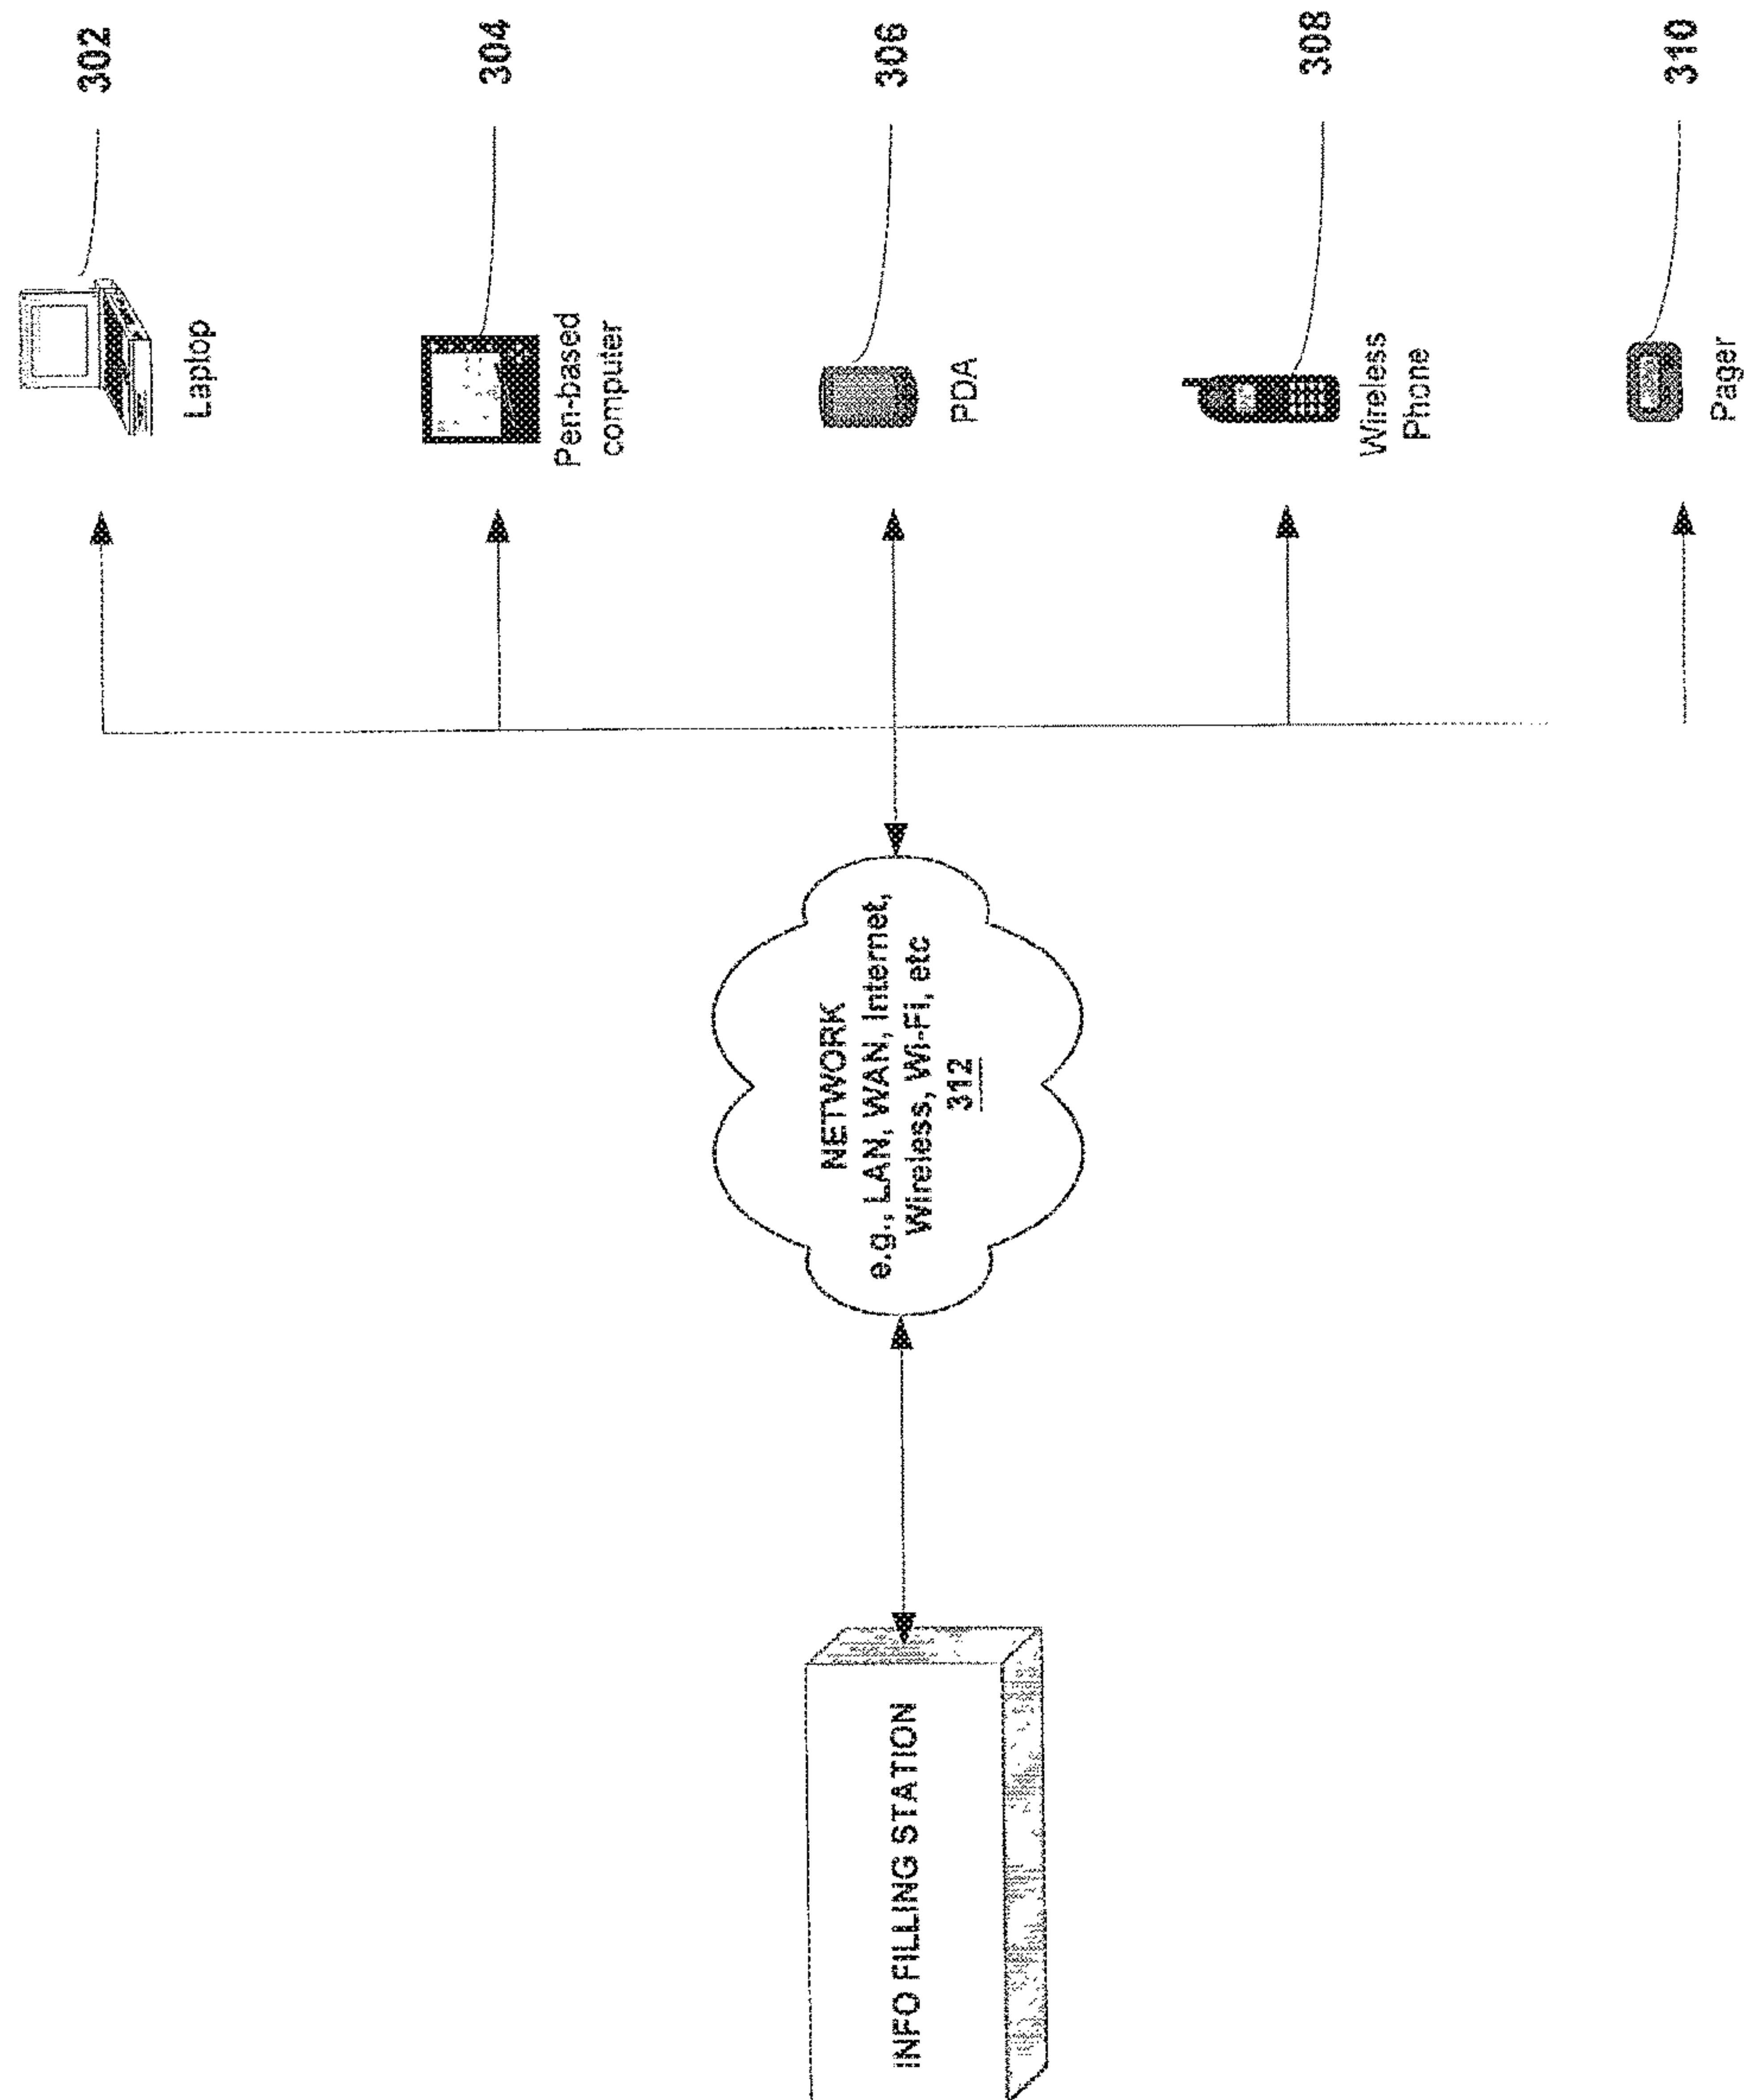 302
Laptop
304
Pen-based
computer
306
PDA
308
Wireless
Phone
310
Pager
NETWORK
e.g., LAN, WAN, Internet,
Wireless, Wi-Fi, etc
312
INFO FILLING STATION